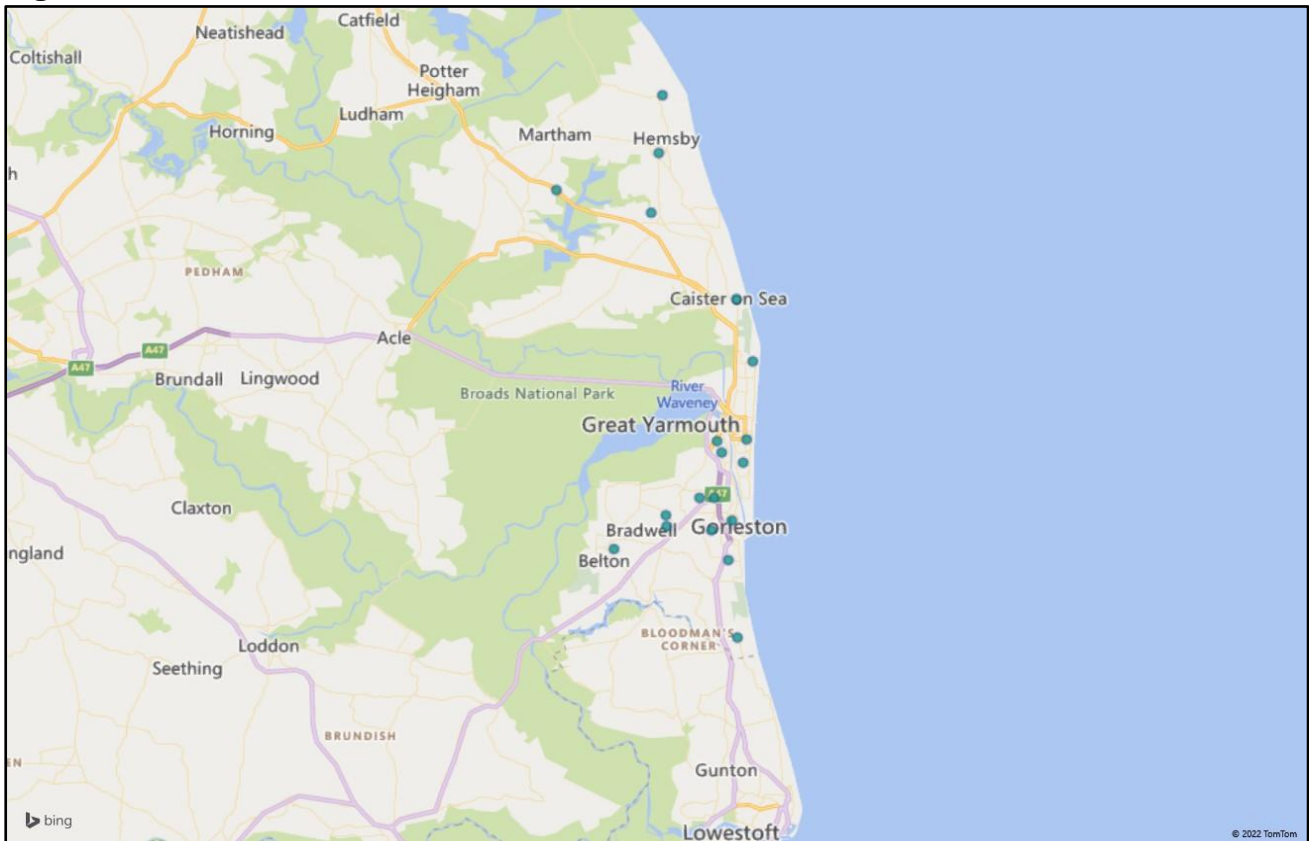 Catfield
Neatishead
Coltishall
Potter
Heigham
Ludham
Horning
Martham
Hemsby
h
PEDHAM
Caister on Sea
Acle
A47
A47
Brundall
Lingwood
Broads National Park
River
Waveney
Great Yarmouth
A47
Claxton
Bradwell
Gorleston
ngland
Belton
BLOODMAN'S
CORNER
Loddon
Seething
BRUNDISH
EN
Gunton
bing
Lowestoft
© 2022 TomTom